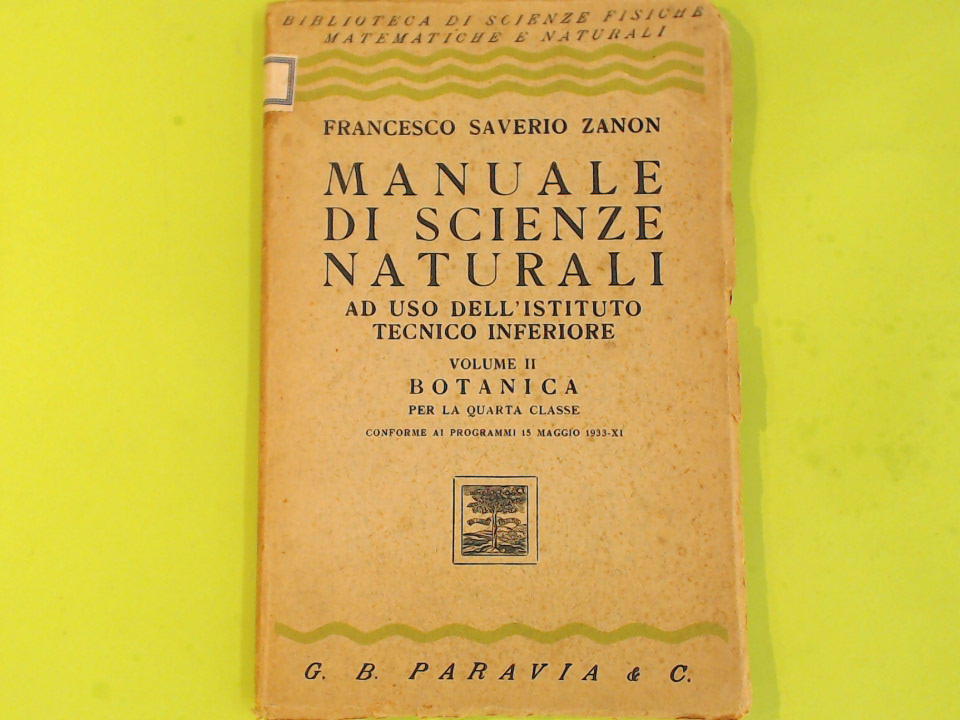 BIBLIOTECA DI SCIENZE FISICHE
MATEMATICHE E NATURALI
FRANCESCO SAVERIO ZANON
MANUALE
DI SCIENZE
NATURALI
AD USO DELL'ISTITUTO
TECNICO INFERIORE
VOLUME II
BOTANICA
PER LA QUARTA CLASSE
CONFORME AI PROGRAMMI 15 MAGGIO 1933-XI
G. B. PARAVIA & C.